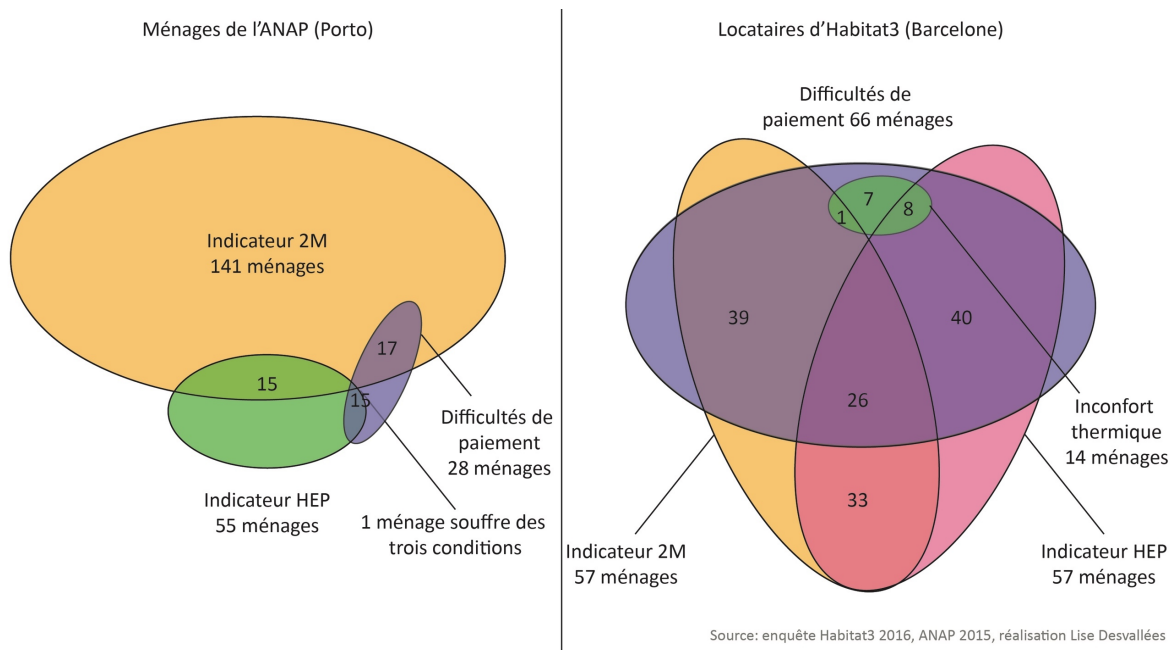 Ménages de l’ANAP (Porto)
Indicateur 2M
141 ménages
17
15
15
Difficultés de
paiement
28 ménages
Indicateur HEP
55 ménages
1 ménage souffre des
trois conditions
Locataires d’Habitat3 (Barcelone)
Difficultés de
paiement 66 ménages
7
1
8
39
40
26
33
Inconfort
thermique
14 ménages
Indicateur 2M
57 ménages
Indicateur HEP
57 ménages
Source: enquête Habitat3 2016, ANAP 2015, réalisation Lise Desvallées